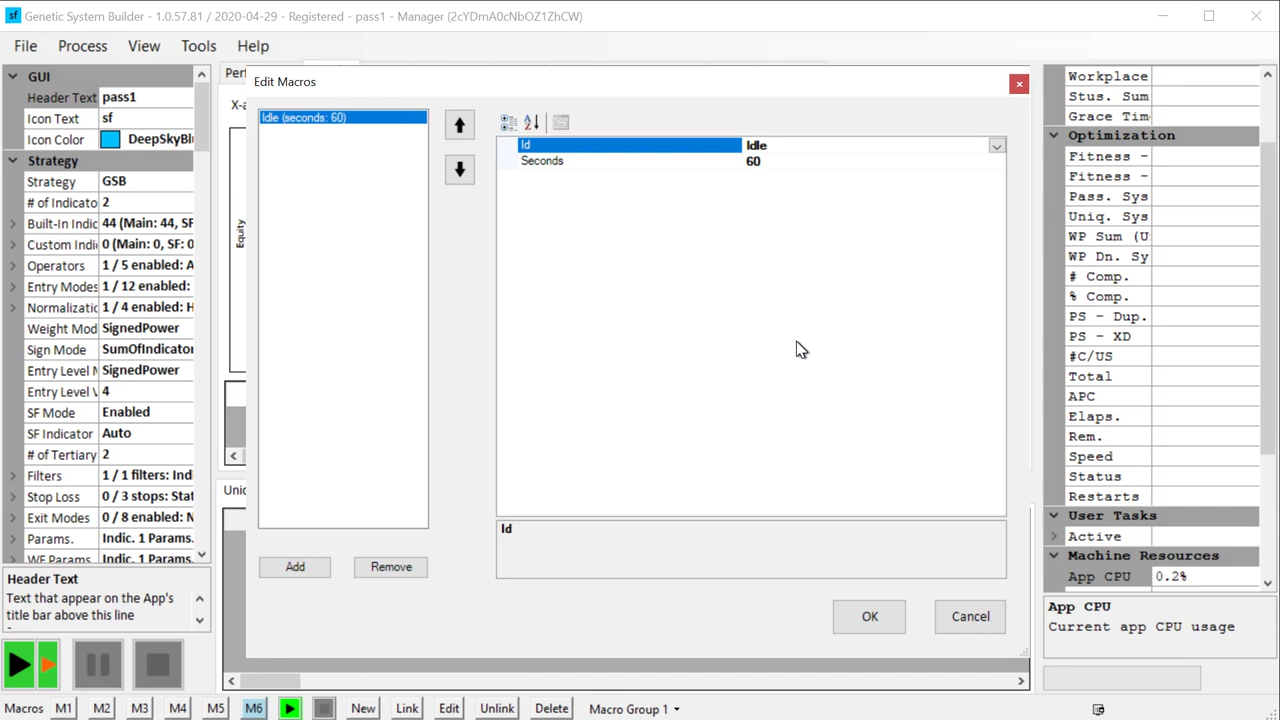 sf Genetic System Builder - 1.0.57.81 / 2020-04-29 - Registered - pass1 - Manager (2cYDmA0cNbOZ1ZhCW)
File Process View Tools Help
GUI
Header Text pass1
Icon Text sf
Icon Color DeepSkyBl
Strategy
Strategy GSB
# of Indicato 2
Built-In Indic 44 (Main: 44, SF
Custom Indi 0 (Main: 0, SF: 0
Operators 1 / 5 enabled: A
Entry Modes 1 / 12 enabled:
Normalizatic 1 / 4 enabled: H
Weight Mod SignedPower
Sign Mode SumOfIndicator
Entry Level M SignedPower
Entry Level V 4
SF Mode Enabled
SF Indicator Auto
# of Tertiary 2
Filters 1 / 1 filters: Indi
Stop Loss 0 / 3 stops: Stat
Exit Modes 0 / 8 enabled: N
Params. Indic. 1 Params.
WF Params Indic. 1 Params.
Header Text
Text that appear on the App's
title bar above this line
Perf
X-a
Equity
Unic
Edit Macros
Idle (seconds: 60)
Id Idle
Seconds 60
Id
Add Remove
OK Cancel
Workplace
Stus. Sum
Grace Time
Optimization
Fitness -
Fitness -
Pass. Sys
Uniq. Sys
WP Sum (U
WP Dn. Sy
# Comp.
% Comp.
PS - Dup.
PS - XD
#C/US
Total
APC
Elaps.
Rem.
Speed
Status
Restarts
User Tasks
Active
Machine Resources
App CPU 0.2%
App CPU
Current app CPU usage
Macros M1 M2 M3 M4 M5 M6 New Link Edit Unlink Delete Macro Group 1